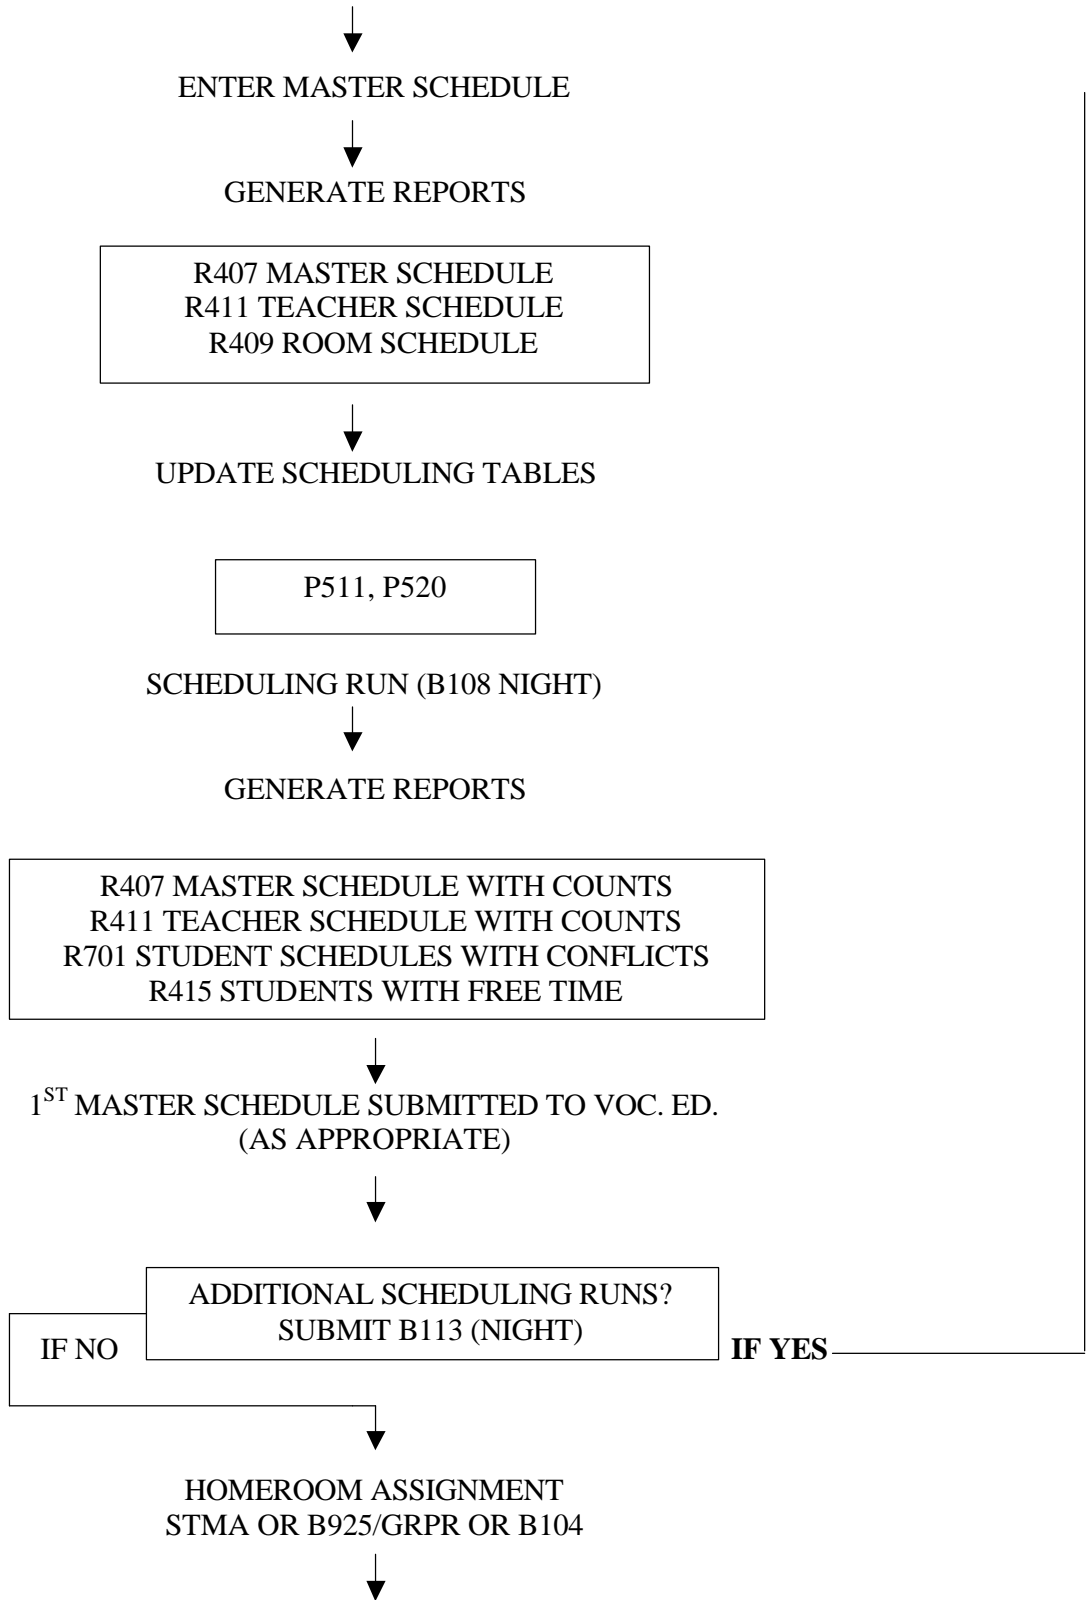 ENTER MASTER SCHEDULE
GENERATE REPORTS
R407 MASTER SCHEDULE
R411 TEACHER SCHEDULE
R409 ROOM SCHEDULE
UPDATE SCHEDULING TABLES
P511, P520
SCHEDULING RUN (B108 NIGHT)
GENERATE REPORTS
R407 MASTER SCHEDULE WITH COUNTS
R411 TEACHER SCHEDULE WITH COUNTS
R701 STUDENT SCHEDULES WITH CONFLICTS
R415 STUDENTS WITH FREE TIME
1ST MASTER SCHEDULE SUBMITTED TO VOC. ED.
(AS APPROPRIATE)
ADDITIONAL SCHEDULING RUNS?
SUBMIT B113 (NIGHT)
IF NO
IF YES
HOMEROOM ASSIGNMENT
STMA OR B925/GRPR OR B104